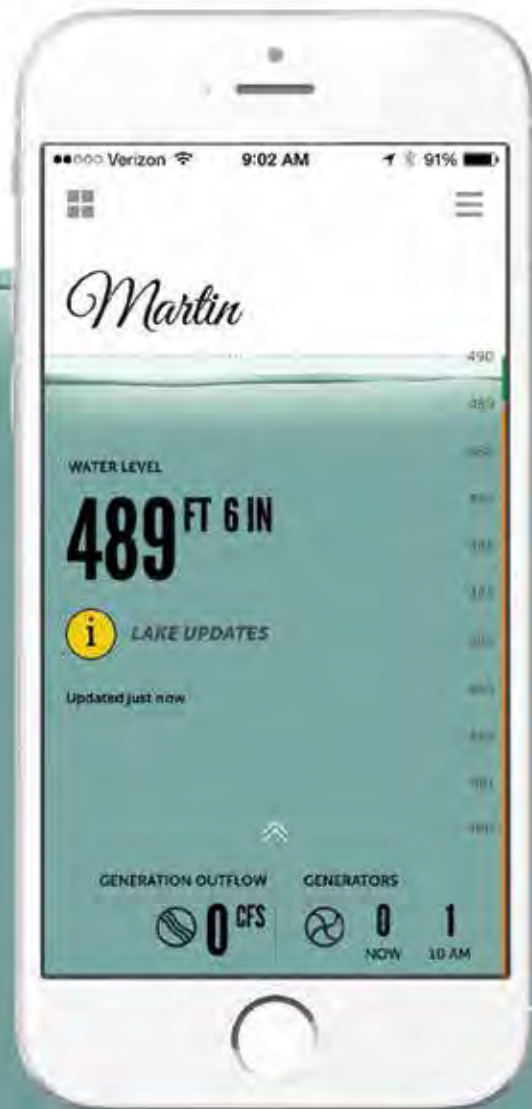 Verizon 9:02 AM 91%
Martin
490
489
WATER LEVEL
489 FT 6 IN
i LAKE UPDATES
Updated just now
GENERATION OUTFLOW GENERATORS
0 CFS 0 1
NOW 10 AM